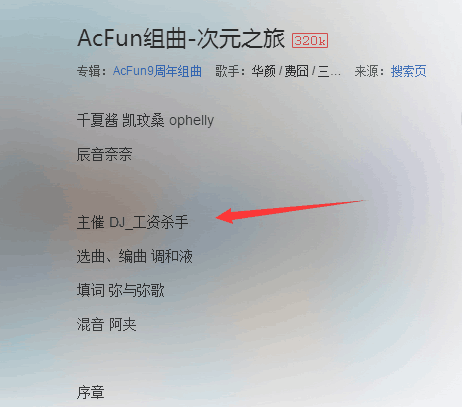 AcFun组曲-次元之旅 320k
专辑：AcFun9周年组曲 歌手：华颜 / 费囧 / 三... 来源：搜索页
千夏酱 凯玟桑 ophelly
辰音奈奈
主催 DJ_工资杀手
选曲、编曲 调和液
填词 弥与弥歌
混音 阿夹
序章